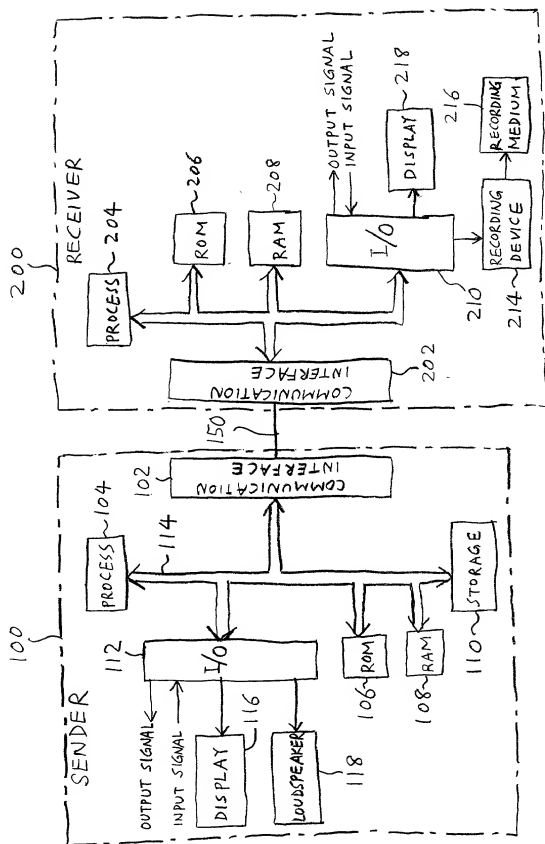 100
SENDER
OUTPUT SIGNAL
INPUT SIGNAL
DISPLAY
116
LOUDSPEAKER
118
112
I/O
PROCESS
104
114
102
COMMUNICATION
INTERFACE
106
ROM
108
RAM
110
STORAGE
150
200
RECEIVER
PROCESS
204
COMMUNICATION
INTERFACE
202
ROM
206
RAM
208
I/O
210
OUTPUT SIGNAL
INPUT SIGNAL
DISPLAY
218
RECORDING
DEVICE
214
RECORDING
MEDIUM
216